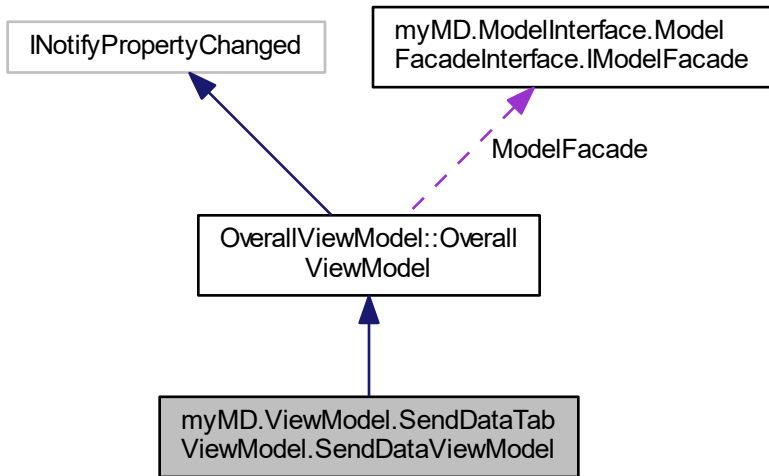 INotifyPropertyChanged
myMD.ModelInterface.Model
FacadeInterface.IModelFacade
ModelFacade
OverallViewModel::Overall
ViewModel
myMD.ViewModel.SendDataTab
ViewModel.SendDataViewModel